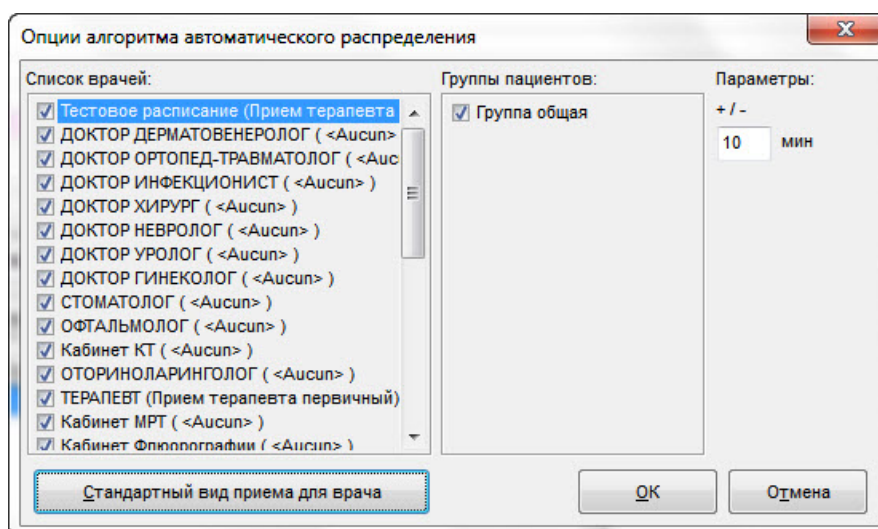 Опции алгоритма автоматического распределения
Список врачей:
Тестовое расписание (Прием терапевта
ДОКТОР ДЕРМАТОВЕНЕРОЛОГ ( <Aucun>
ДОКТОР ОРТОПЕД-ТРАВМАТОЛОГ ( <Auc
ДОКТОР ИНФЕКЦИОНИСТ ( <Aucun> )
ДОКТОР ХИРУРГ ( <Aucun> )
ДОКТОР НЕВРОЛОГ ( <Aucun> )
ДОКТОР УРОЛОГ ( <Aucun> )
ДОКТОР ГИНЕКОЛОГ ( <Aucun> )
СТОМАТОЛОГ ( <Aucun> )
ОФТАЛЬМОЛОГ ( <Aucun> )
Кабинет КТ ( <Aucun> )
ОТОРИНОЛАРИНГОЛОГ ( <Aucun> )
ТЕРАПЕВТ (Прием терапевта первичный)
Кабинет МРТ ( <Aucun> )
Кабинет Флюорографии ( <Aucun> )
Группы пациентов:
Группа общая
Параметры:
+ / -
10 мин
Стандартный вид приема для врача
OK
Отмена